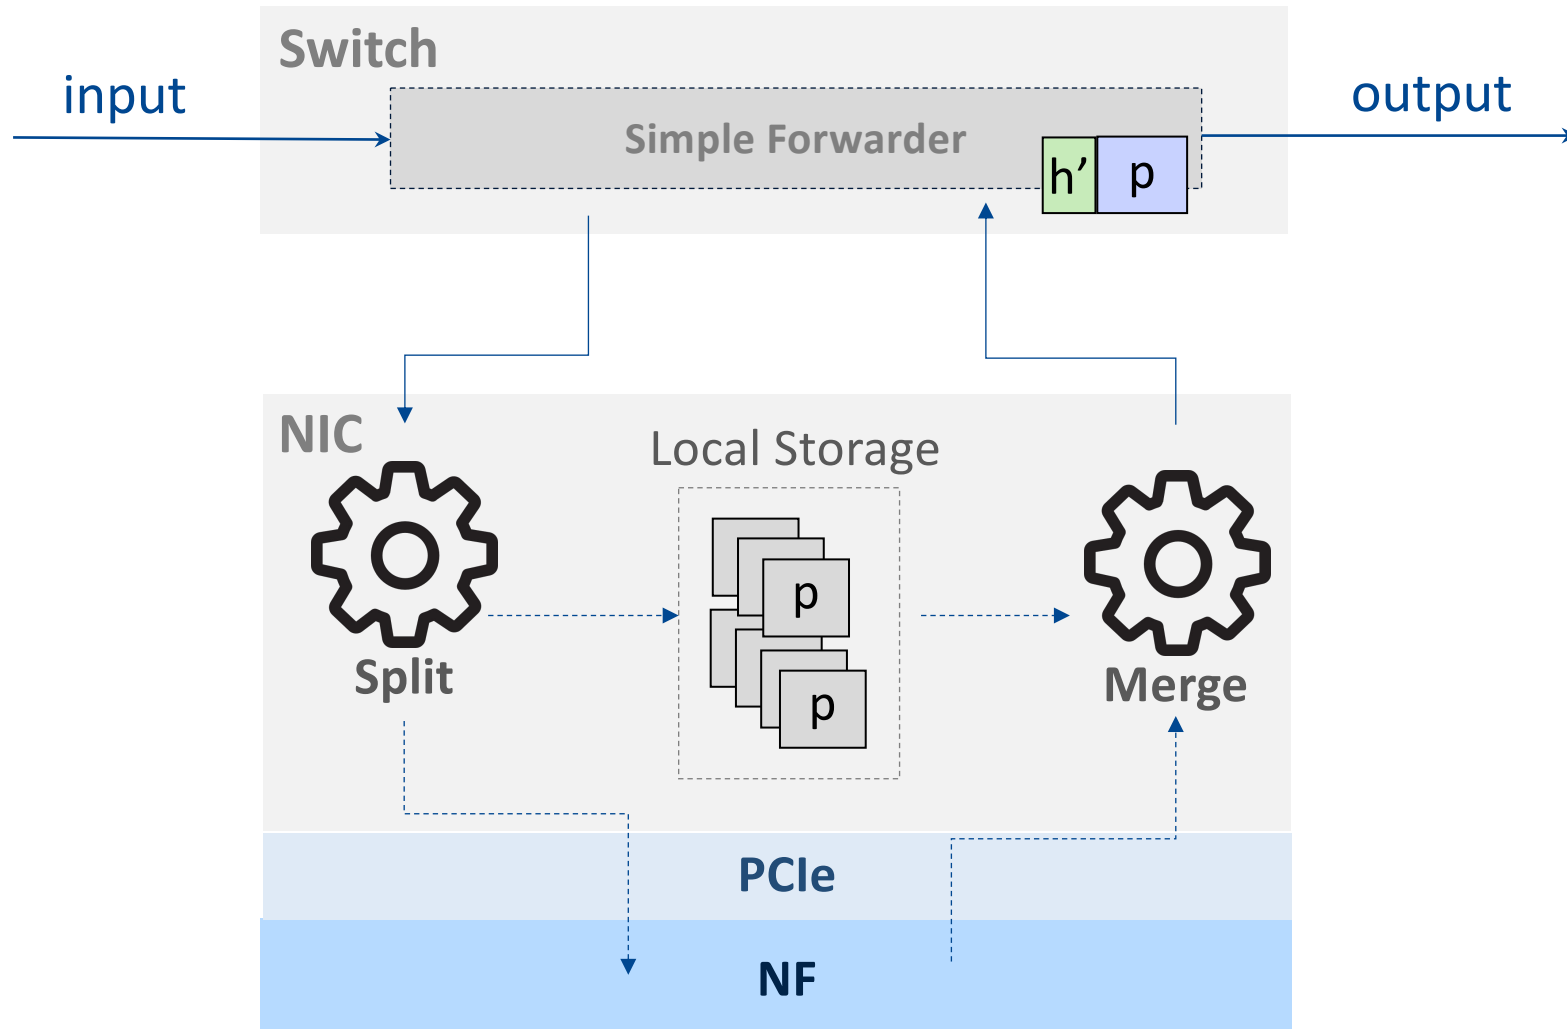 Switch
input
output
Simple Forwarder
h’
p
NIC
Local Storage
p
Split
p
Merge
PCIe
NF